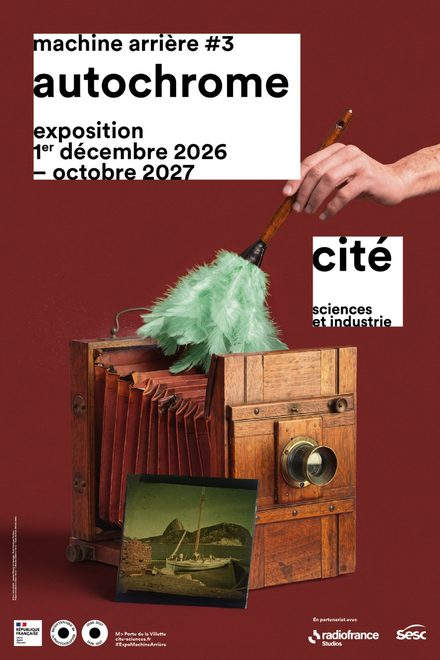 machine arrière #3
autochrome
exposition
1er décembre 2026
– octobre 2027
cité
sciences
et industrie
RÉPUBLIQUE
FRANÇAISE
M> Porte de la Villette
cite-sciences.fr
#ExpoMachineArrière
En partenariat avec
radiofrance
Studios
Sesc